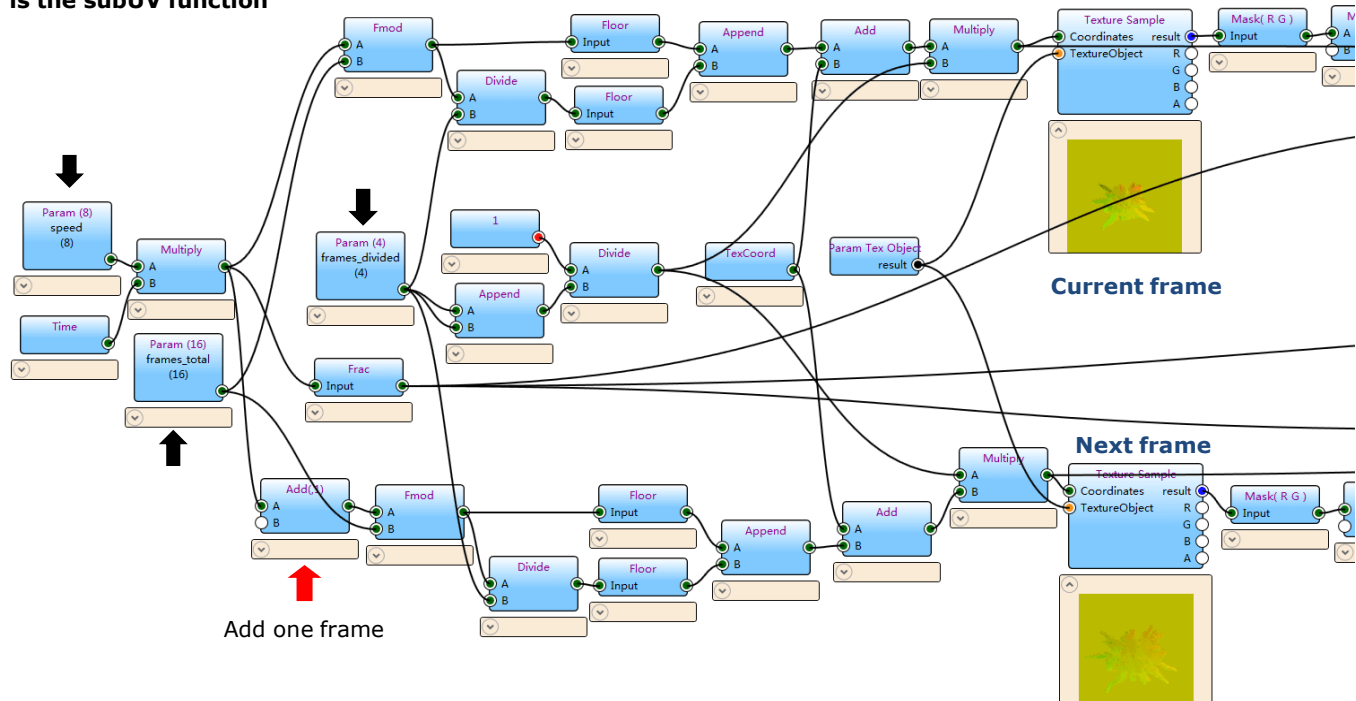 is the subUV function
Fmod
A
B
Floor
Input
Divide
A
B
Floor
Input
Append
A
B
Add
A
B
Multiply
A
B
Texture Sample
Coordinates result
TextureObject R
G
B
A
Mask( R G )
Input
M
A
B
Param (8)
speed
(8)
Multiply
A
B
Time
Param (16)
frames_total
(16)
Param (4)
frames_divided
(4)
1
Append
A
B
Divide
A
B
TexCoord
Param Tex Object
result
Current frame
Frac
Input
Next frame
Add(,1)
A
B
Fmod
A
B
Divide
A
B
Floor
Input
Floor
Input
Append
A
B
Add
A
B
Multiply
A
B
Texture Sample
Coordinates result
TextureObject R
G
B
A
Mask( R G )
Input
Add one frame